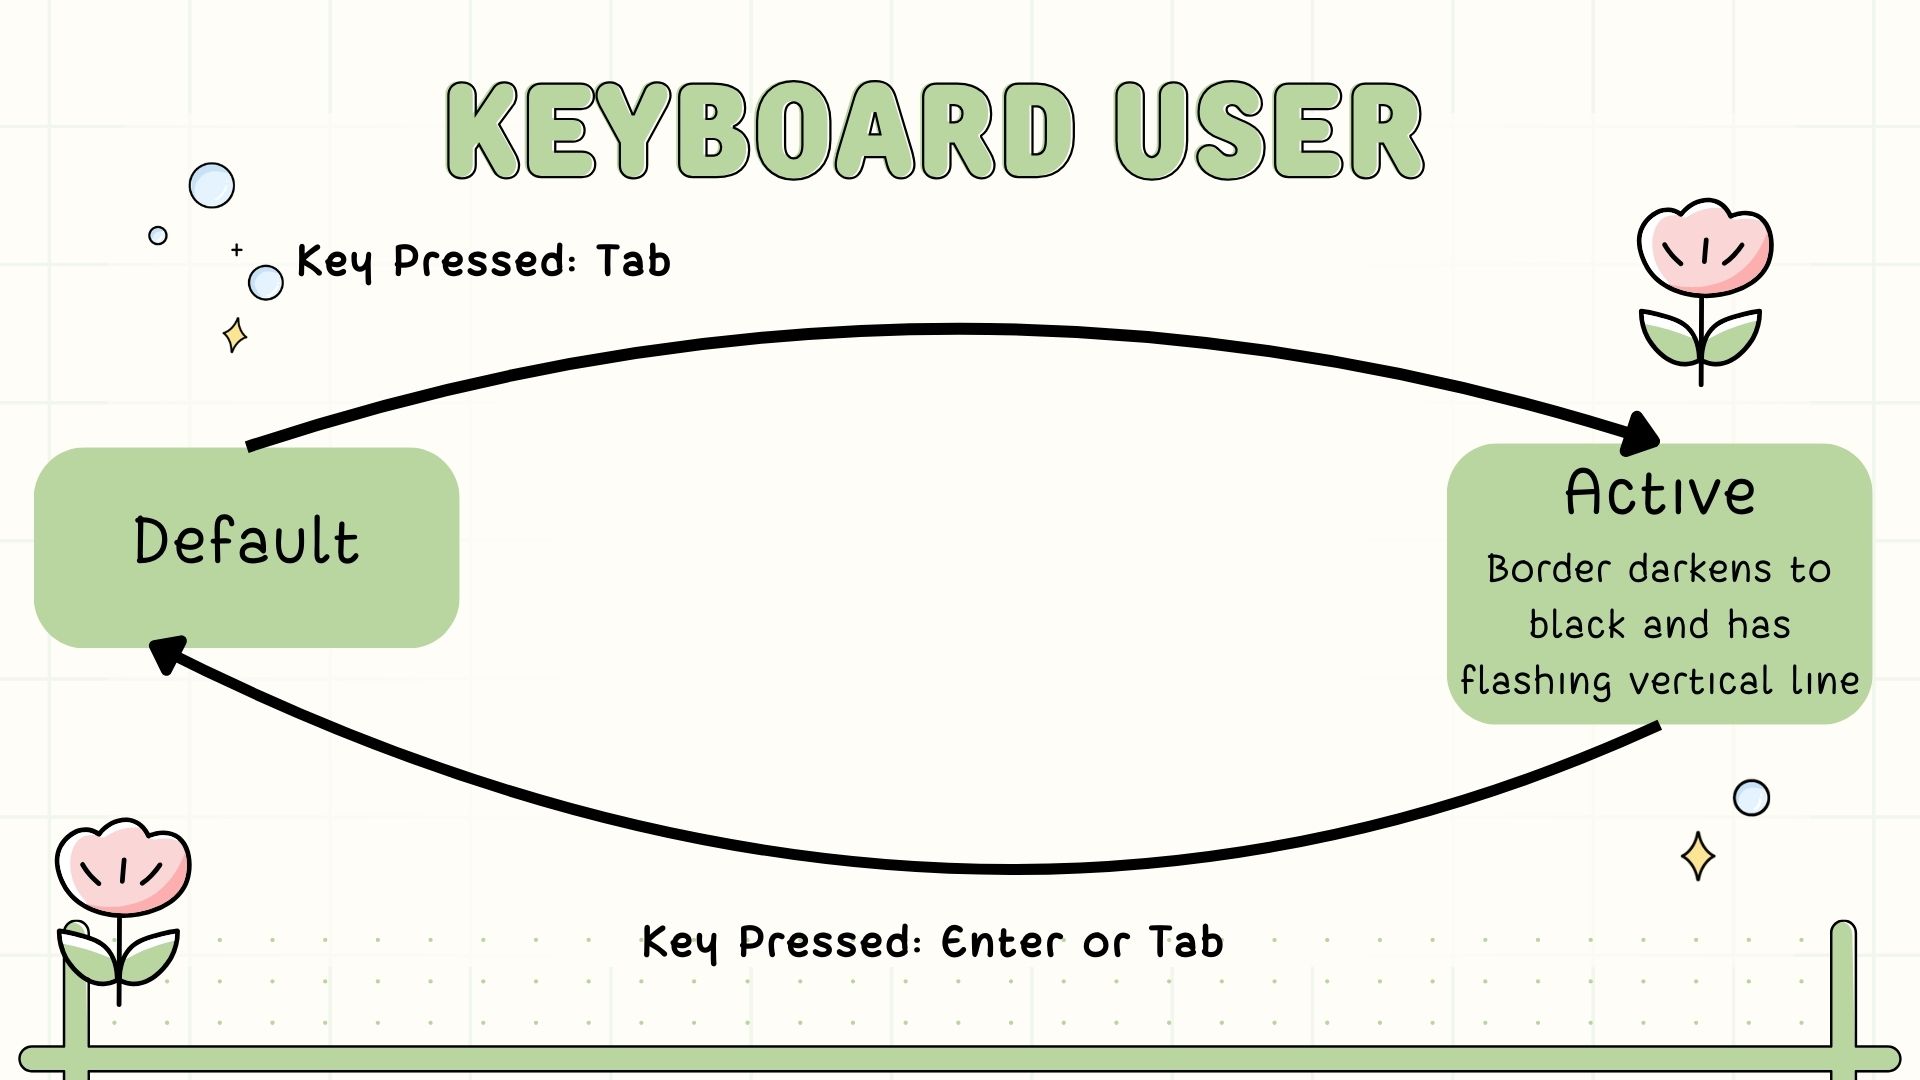 KEYBOARD USER
Key Pressed: Tab
Default
Active
Border darkens to
black and has
flashing vertical line
Key Pressed: Enter or Tab